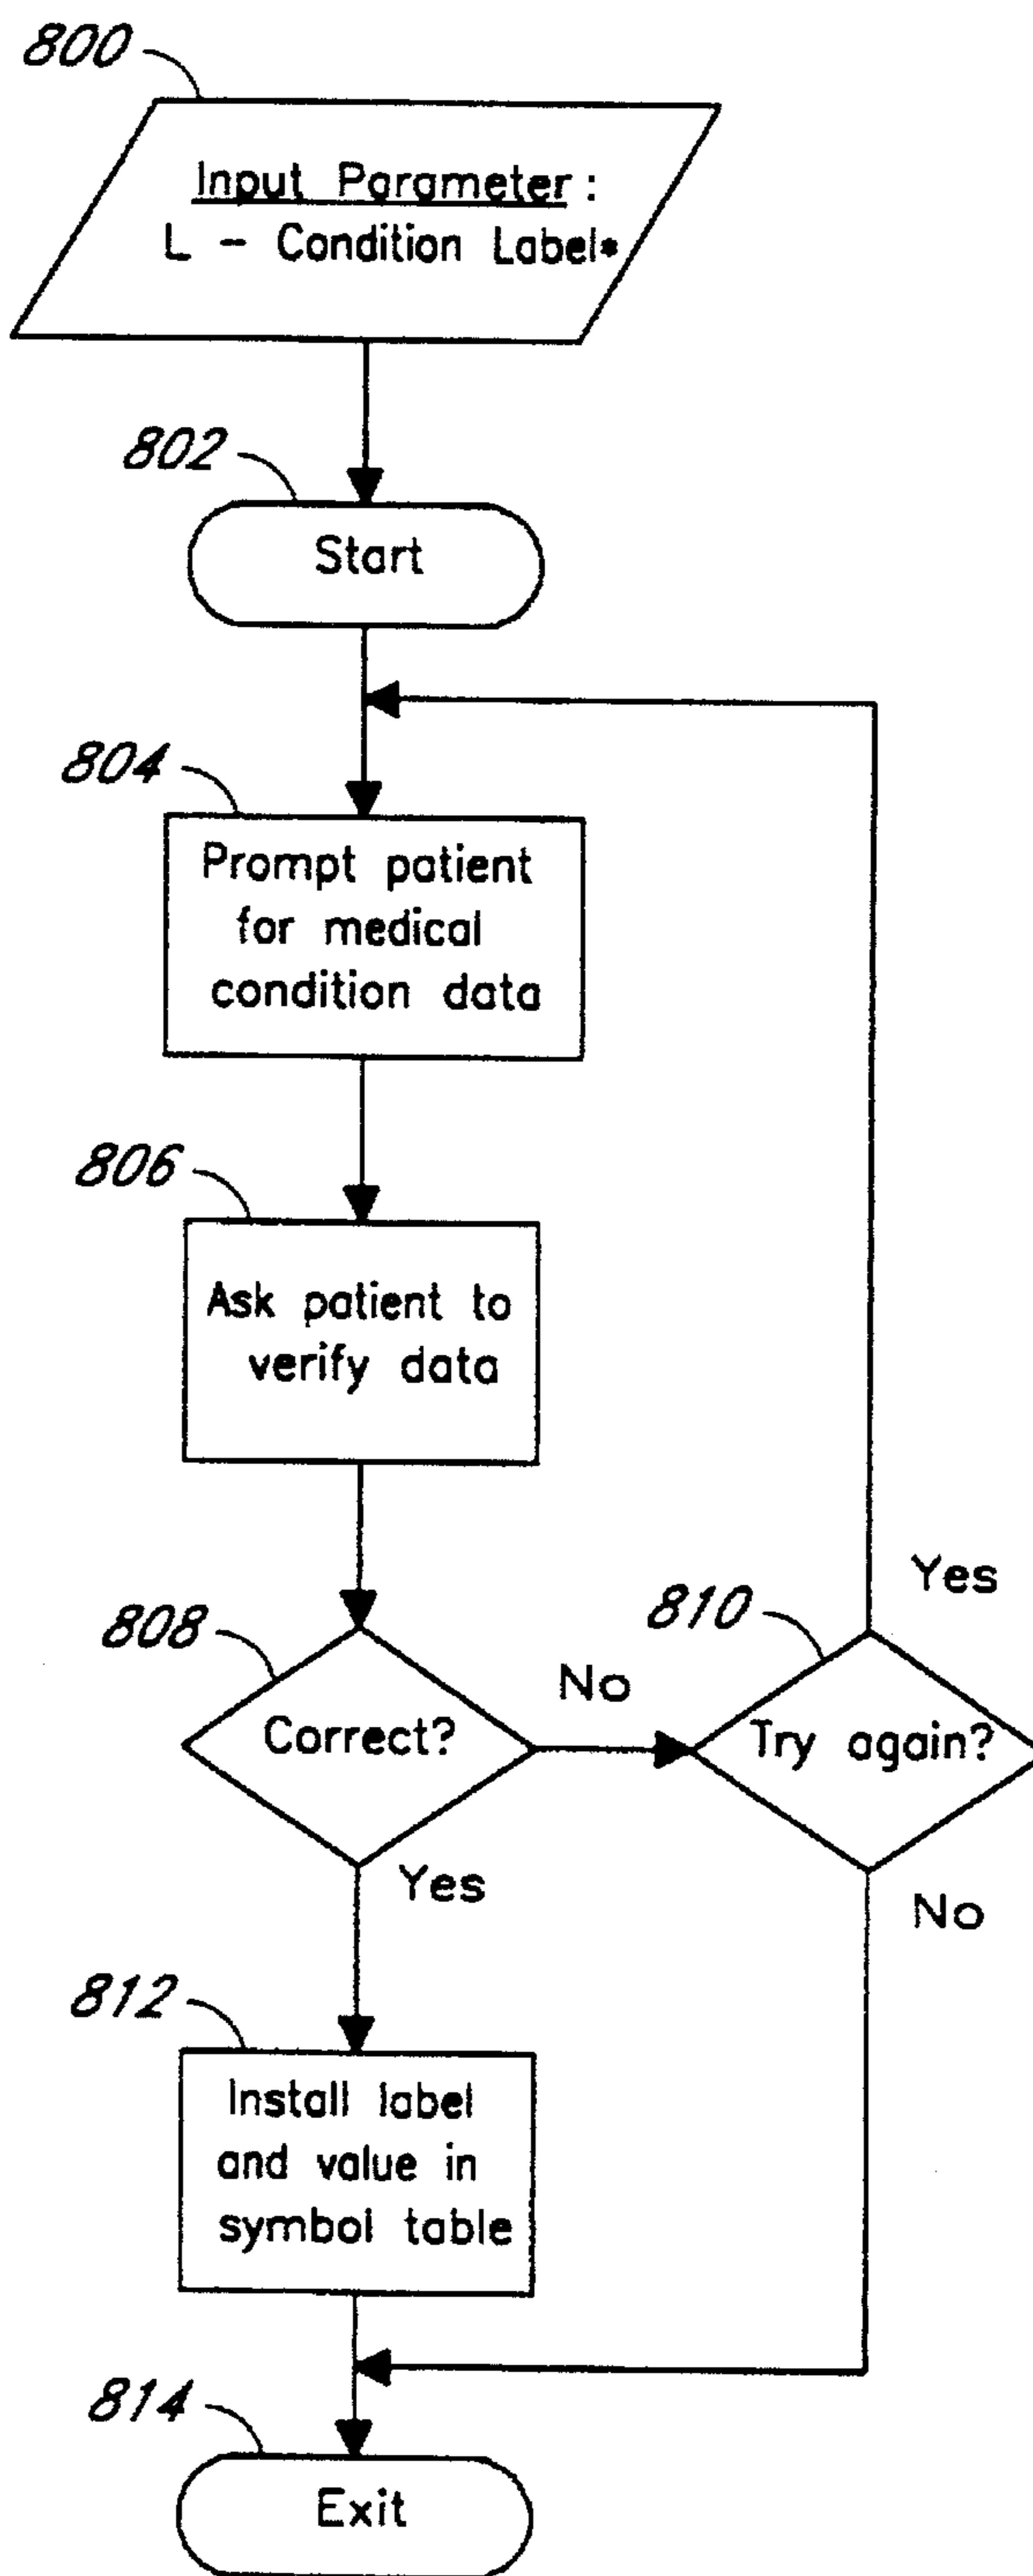 800
Input Parameter :
L - Condition Label*
802
Start
804
Prompt patient
for medical
condition data
806
Ask patient to
verify data
808
Correct?
No
810
Try again?
Yes
Yes
No
812
Install label
and value in
symbol table
814
Exit